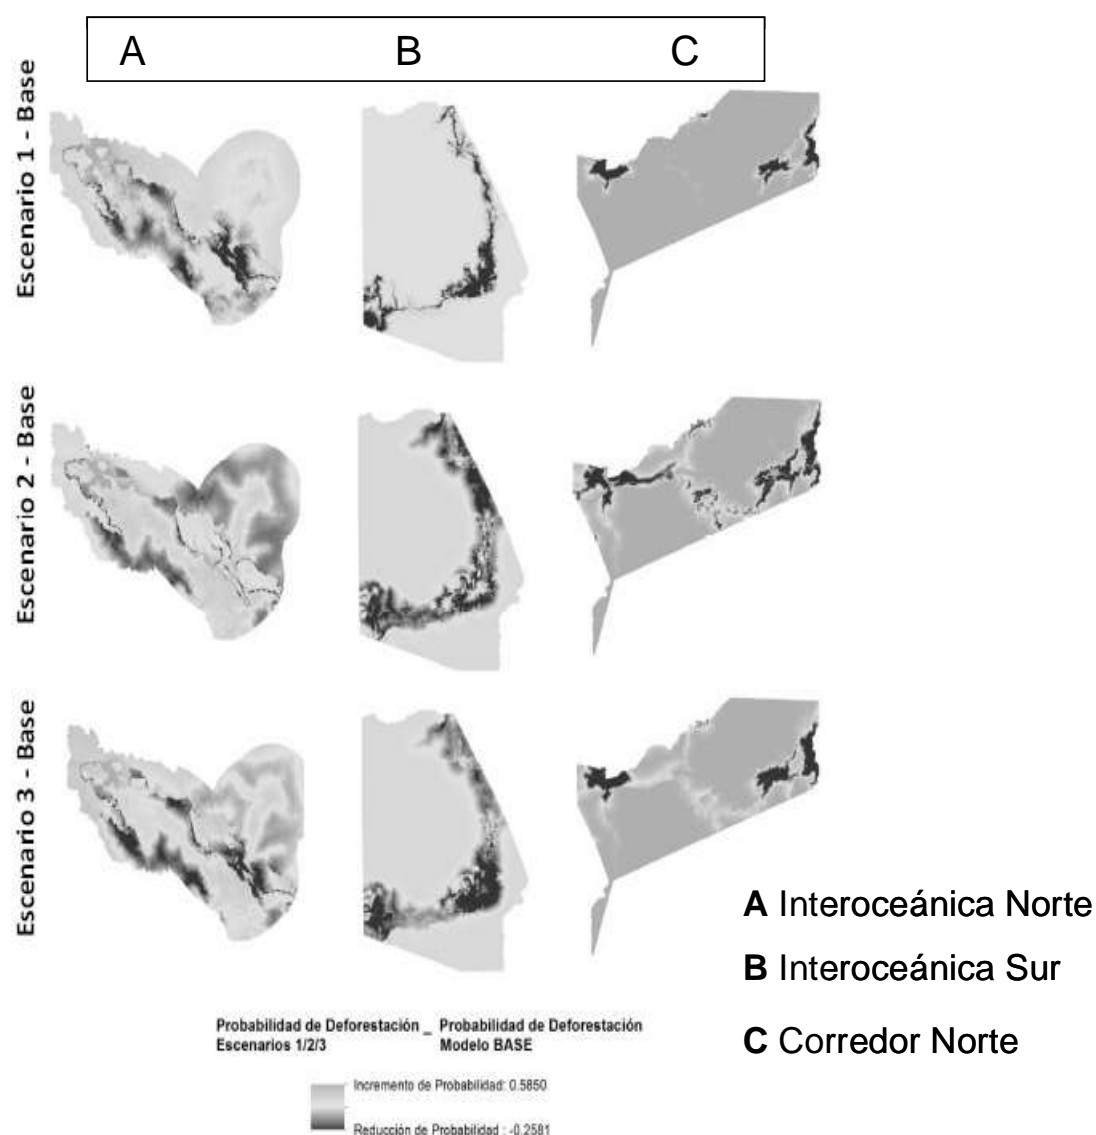 A B C
Escenario 1 - Base
Escenario 2 - Base
Escenario 3 - Base
A Interoceánica Norte
B Interoceánica Sur
C Corredor Norte
Probabilidad de Deforestación _ Probabilidad de Deforestación
Escenarios 1/2/3 Modelo BASE
Incremento de Probabilidad: 0.5850
Reducción de Probabilidad : -0.2581